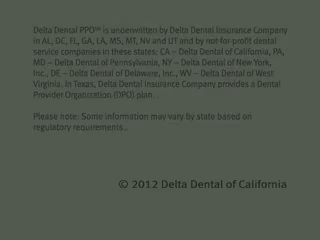 Delta Dental PPO℠ is underwritten by Delta Dental Insurance Company
in AL, DC, FL, GA, LA, MS, MT, NV and UT and by not-for-profit dental
service companies in these states: CA – Delta Dental of California, PA,
MD – Delta Dental of Pennsylvania, NY – Delta Dental of New York,
Inc., DE – Delta Dental of Delaware, Inc., WV – Delta Dental of West
Virginia. In Texas, Delta Dental Insurance Company provides a Dental
Provider Organization (DPO) plan.
Please note: Some information may vary by state based on
regulatory requirements.
© 2012 Delta Dental of California